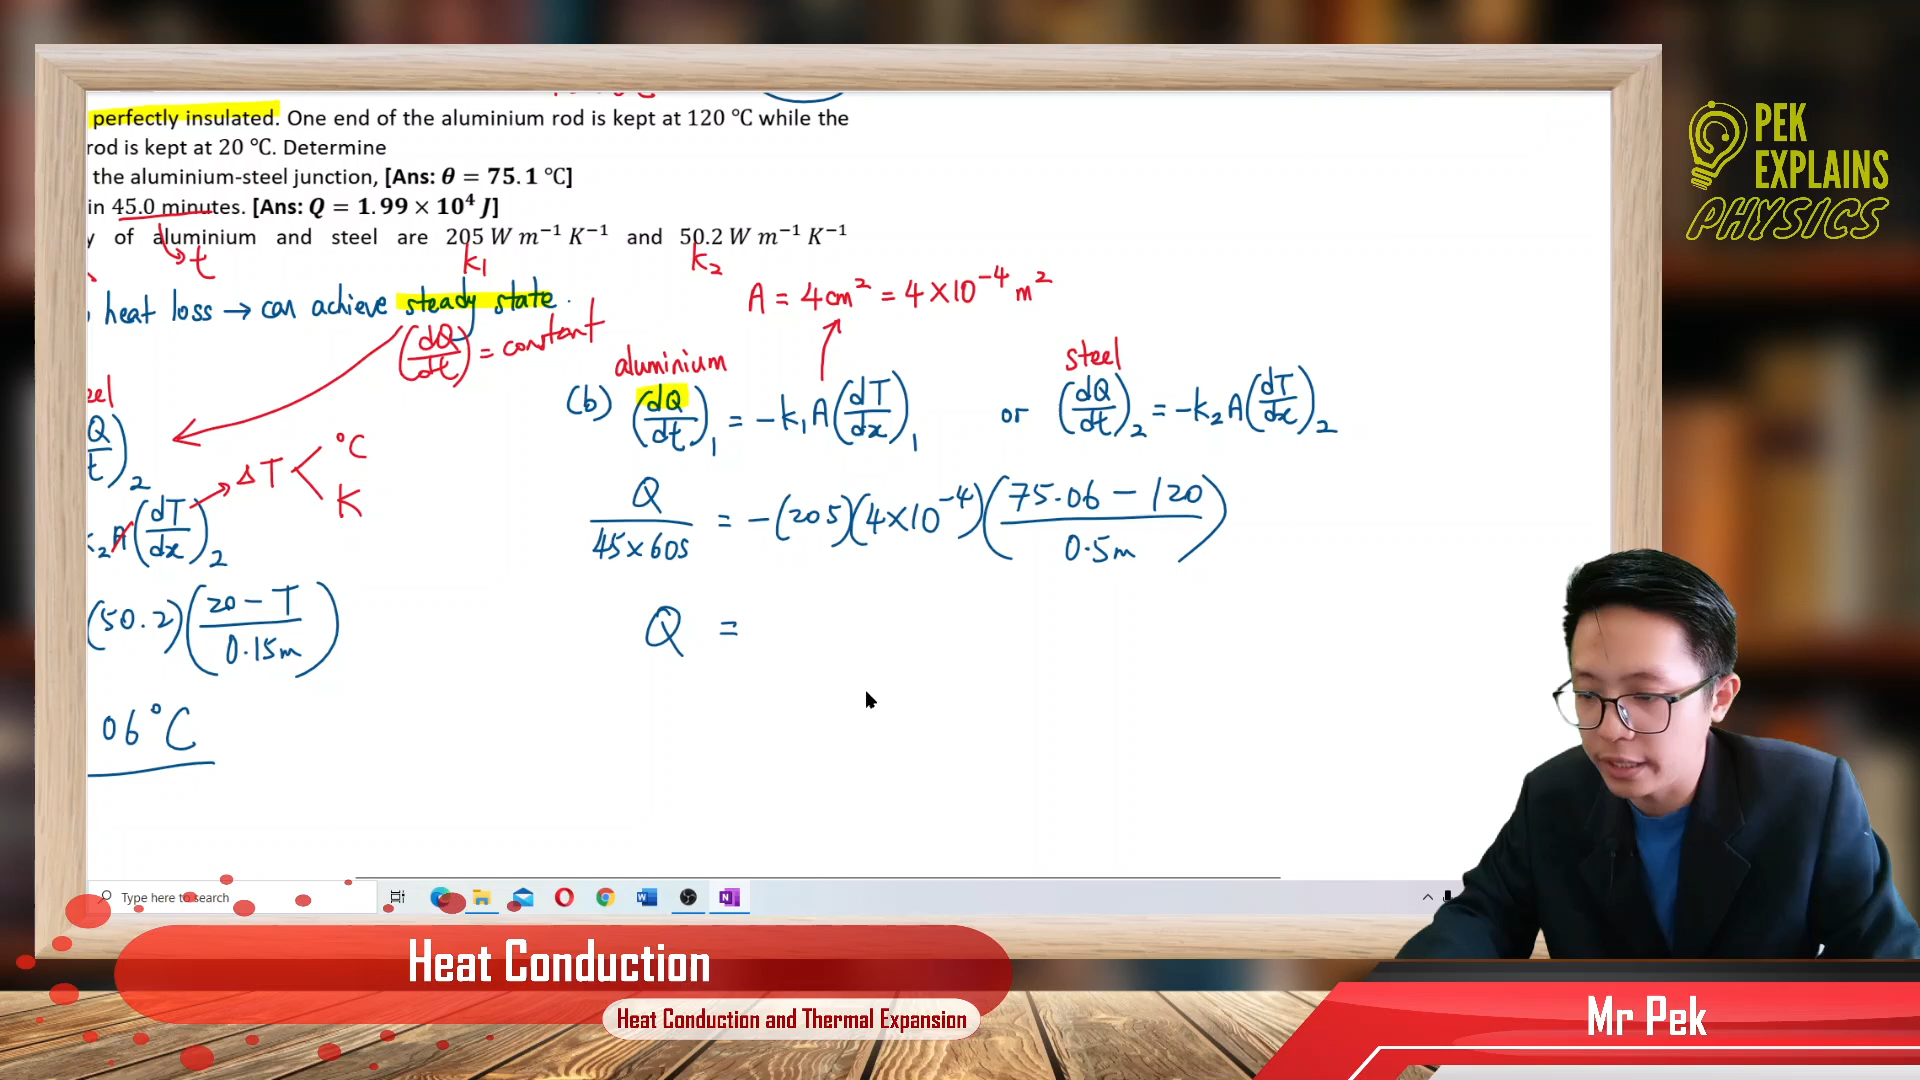 perfectly insulated. One end of the aluminium rod is kept at 120 °C while the
rod is kept at 20 °C. Determine
the aluminium-steel junction, [Ans: θ = 75.1 °C]
in 45.0 minutes. [Ans: Q = 1.99 × 10⁴ J]
y of aluminium and steel are 205 W m⁻¹ K⁻¹ and 50.2 W m⁻¹ K⁻¹
t
k₁
k₂
heat loss → can achieve steady state.
(dQ/dt) = constant
A = 4cm² = 4×10⁻⁴ m²
aluminium
steel
(b) (dQ/dt)₁ = -k₁A(dT/dx)₁ or (dQ/dt)₂ = -k₂A(dT/dx)₂
eel
Q/t)₂
ΔT < °C K
k₂A(dT/dx)₂
Q/45×60s = -(205)(4×10⁻⁴)(75.06 - 120/0.5m)
(50.2)(20 - T/0.15m)
Q =
06°C
Type here to search
PEK
EXPLAINS
PHYSICS
Heat Conduction
Heat Conduction and Thermal Expansion
Mr Pek